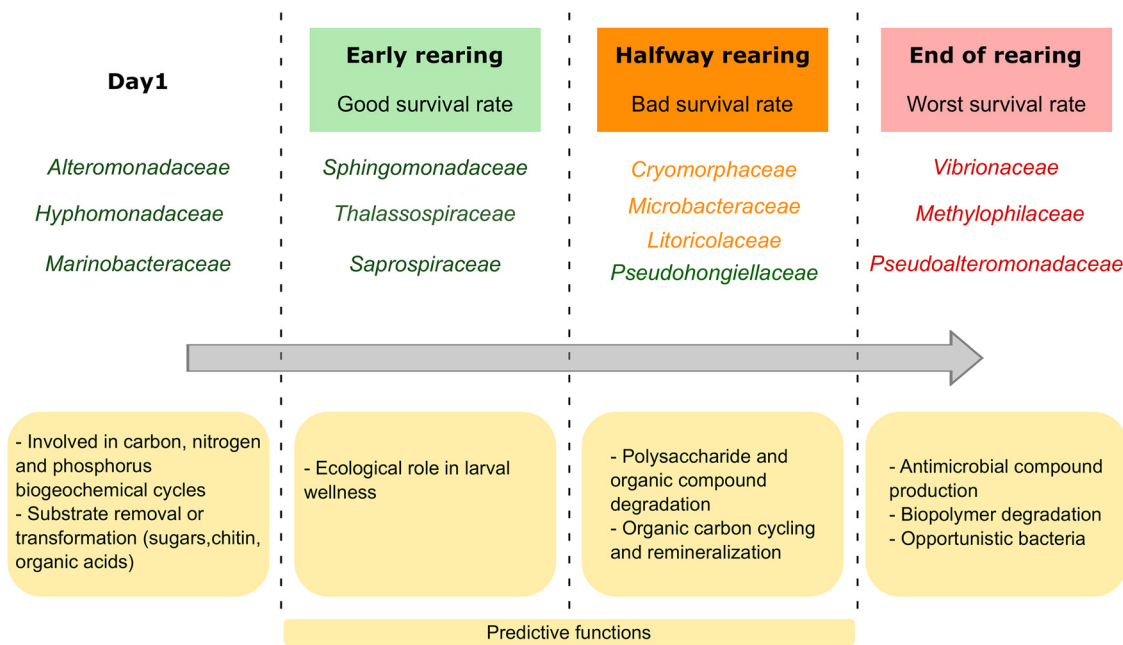 Day1
Early rearing
Good survival rate
Halfway rearing
Bad survival rate
End of rearing
Worst survival rate
Alteromonadaceae
Hyphomonadaceae
Marinobacteraceae
Sphingomonadaceae
Thalassospiraceae
Saprospiraceae
Cryomorphaceae
Microbacteraceae
Litoricolaceae
Pseudohongiellaceae
Vibrionaceae
Methylophilaceae
Pseudoalteromonadaceae
- Involved in carbon, nitrogen
and phosphorus
biogeochemical cycles
- Substrate removal or
transformation (sugars,chitin,
organic acids)
- Ecological role in larval
wellness
- Polysaccharide and
organic compound
degradation
- Organic carbon cycling
and remineralization
- Antimicrobial compound
production
- Biopolymer degradation
- Opportunistic bacteria
Predictive functions